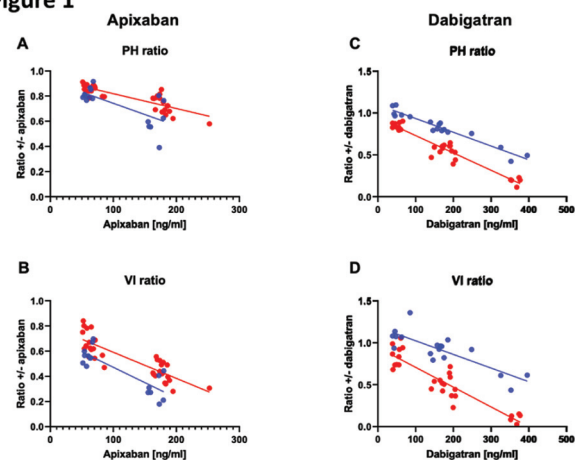 Figure 1
Apixaban
Dabigatran
A
PH ratio
Ratio +/- apixaban
1.0
0.8
0.6
0.4
0.2
0.0
0
100
200
300
Apixaban [ng/ml]
C
PH ratio
Ratio +/- dabigatran
1.5
1.0
0.5
0.0
0
100
200
300
400
500
Dabigatran [ng/ml]
B
VI ratio
Ratio +/- apixaban
1.0
0.8
0.6
0.4
0.2
0.0
0
100
200
300
Apixaban [ng/ml]
D
VI ratio
Ratio +/- dabigatran
1.5
1.0
0.5
0.0
0
100
200
300
400
500
Dabigatran [ng/ml]